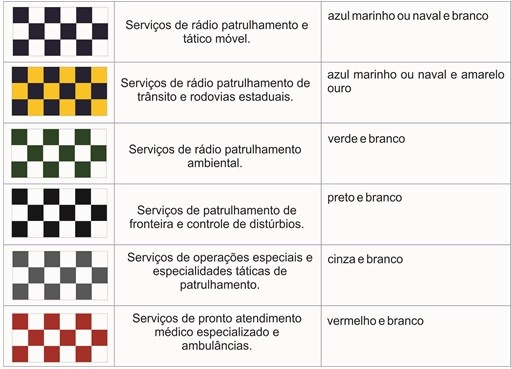 Serviços de rádio patrulhamento e
tático móvel.
azul marinho ou naval e branco
Serviços de rádio patrulhamento de
trânsito e rodovias estaduais.
azul marinho ou naval e amarelo
ouro
Serviços de rádio patrulhamento
ambiental.
verde e branco
Serviços de patrulhamento de
fronteira e controle de distúrbios.
preto e branco
Serviços de operações especiais e
especialidades táticas de
patrulhamento.
cinza e branco
Serviços de pronto atendimento
médico especializado e
ambulâncias.
vermelho e branco